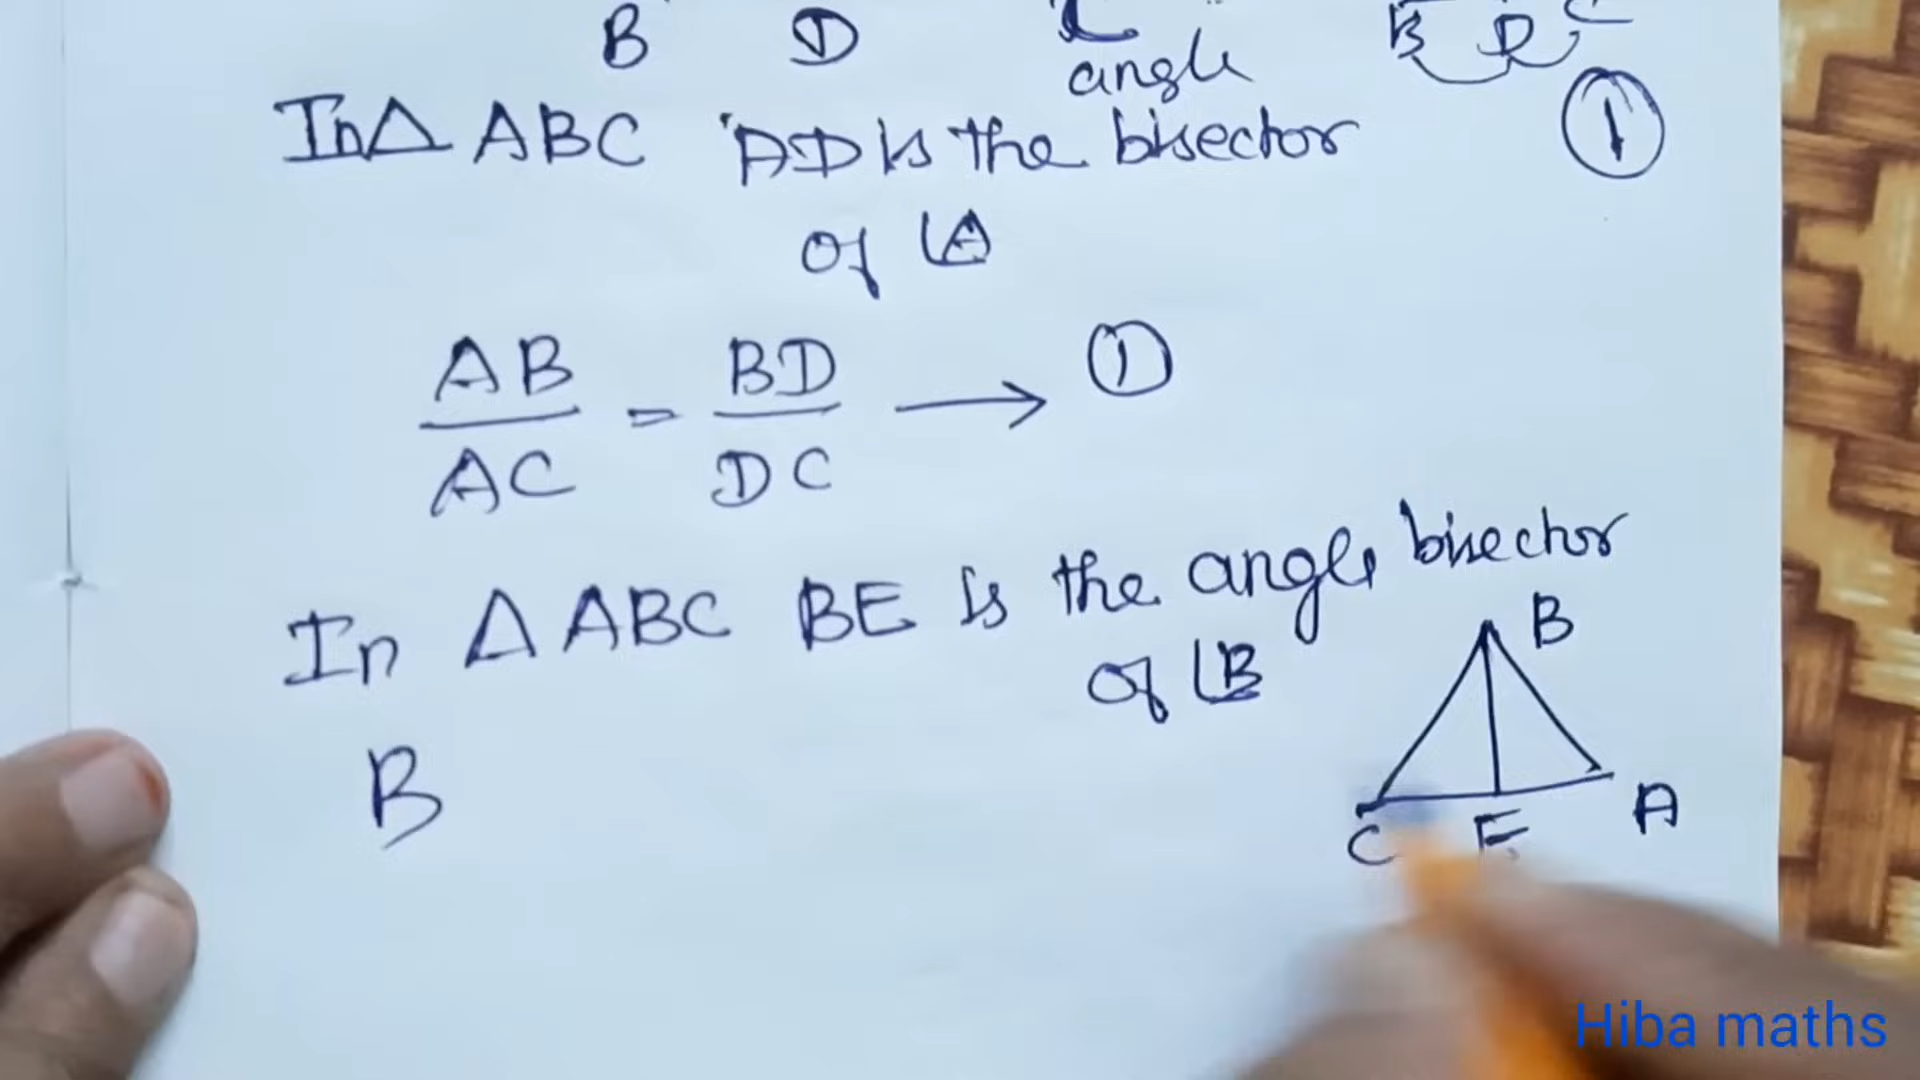 B D C B D C
angle
In△ ABC AD is the bisector ①
of ∠A
AB/AC = BD/DC → ①
In △ ABC BE is the angle bisector
of ∠B
B
B
C E A
Hiba maths